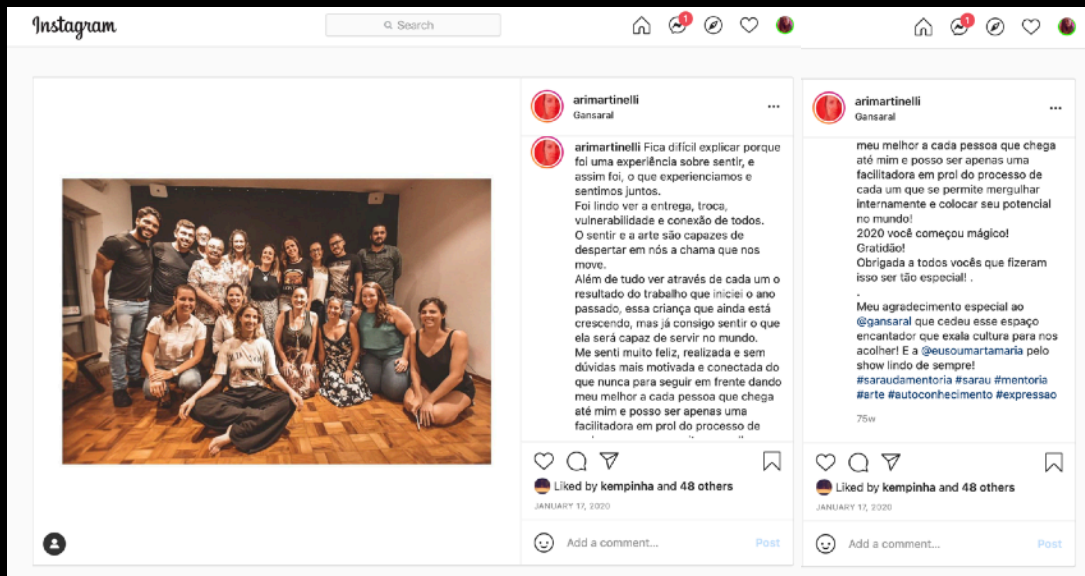 Instagram
Search
1
1
arimartinelli
Gansaral
arimartinelli Fica difícil explicar porque
foi uma experiência sobre sentir, e
assim foi, o que experienciamos e
sentimos juntos.
Foi lindo ver a entrega, troca,
vulnerabilidade e conexão de todos.
O sentir e a arte são capazes de
despertar em nós a chama que nos
move.
Além de tudo ver através de cada um o
resultado do trabalho que iniciei o ano
passado, essa criança que ainda está
crescendo, mas já consigo sentir o que
ela será capaz de servir no mundo.
Me senti muito feliz, realizada e sem
dúvidas mais motivada e conectada do
que nunca para seguir em frente dando
meu melhor a cada pessoa que chega
até mim e posso ser apenas uma
facilitadora em prol do processo de
Liked by kempinha and 48 others
JANUARY 17, 2020
Add a comment...
Post
arimartinelli
Gansaral
meu melhor a cada pessoa que chega
até mim e posso ser apenas uma
facilitadora em prol do processo de
cada um que se permite mergulhar
internamente e colocar seu potencial
no mundo!
2020 você começou mágico!
Gratidão!
Obrigada a todos vocês que fizeram
isso ser tão especial! .
.
Meu agradecimento especial ao
@gansaral que cedeu esse espaço
encantador que exala cultura para nos
acolher! E a @eusoumartamaria pelo
show lindo de sempre!
#saraudamentoria #sarau #mentoria
#arte #autoconhecimento #expressao
75w
Liked by kempinha and 48 others
JANUARY 17, 2020
Add a comment...
Post